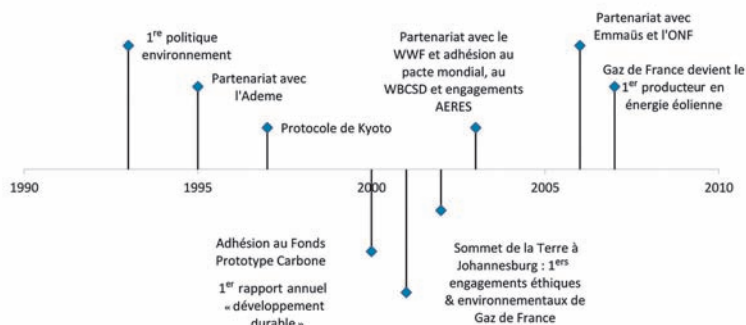 1re politique
environnement
Partenariat avec
l'Ademe
Protocole de Kyoto
Partenariat avec le
WWF et adhésion au
pacte mondial, au
WBCSD et engagements
AERES
Partenariat avec
Emmaüs et l'ONF
Gaz de France devient le
1er producteur en
énergie éolienne
1990
1995
2000
2005
2010
Adhésion au Fonds
Prototype Carbone
1er rapport annuel
« développement
durable »
Sommet de la Terre à
Johannesburg : 1ers
engagements éthiques
& environnementaux de
Gaz de France